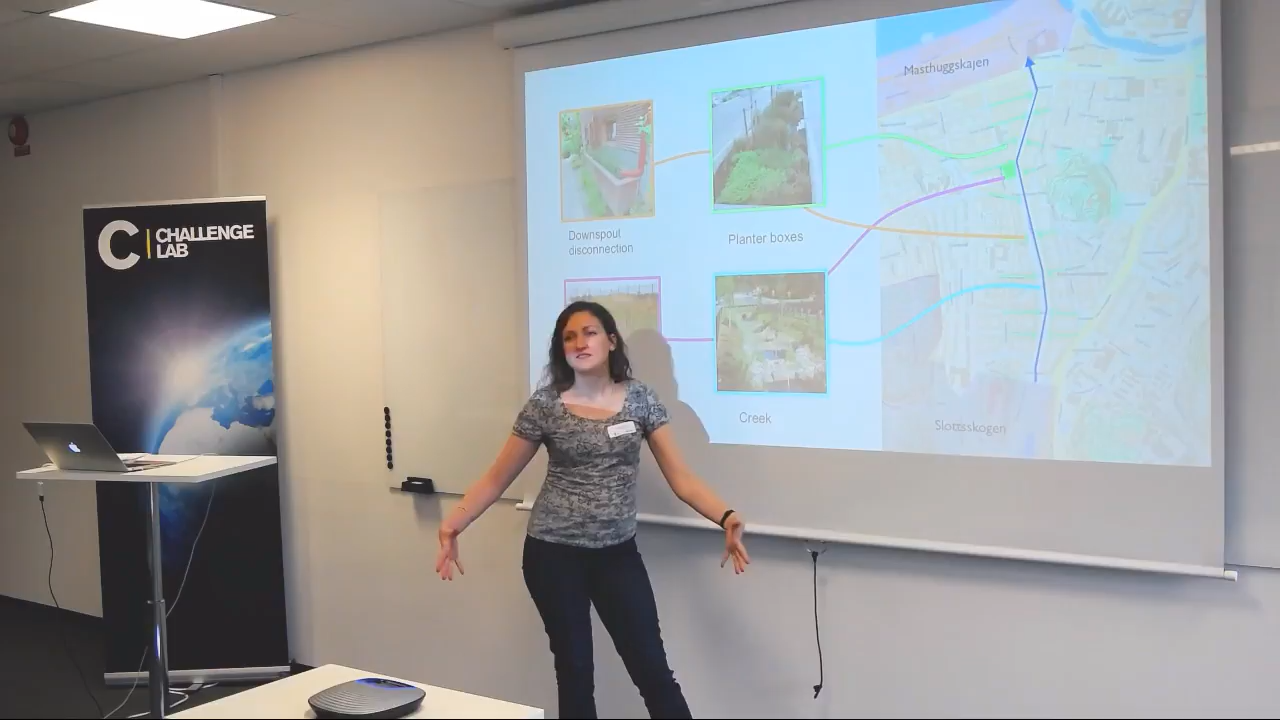 C
CHALLENGE
LAB
Downspout
disconnection
Planter boxes
Creek
Masthuggskajen
Slottsskogen